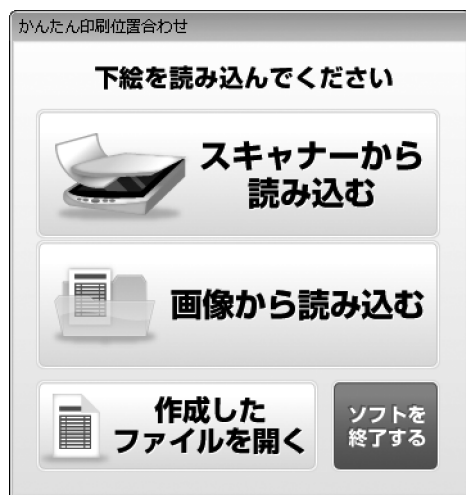 かんたん印刷位置合わせ
下絵を読み込んでください
スキャナーから
読み込む
画像から読み込む
作成した
ファイルを開く
ソフトを
終了する